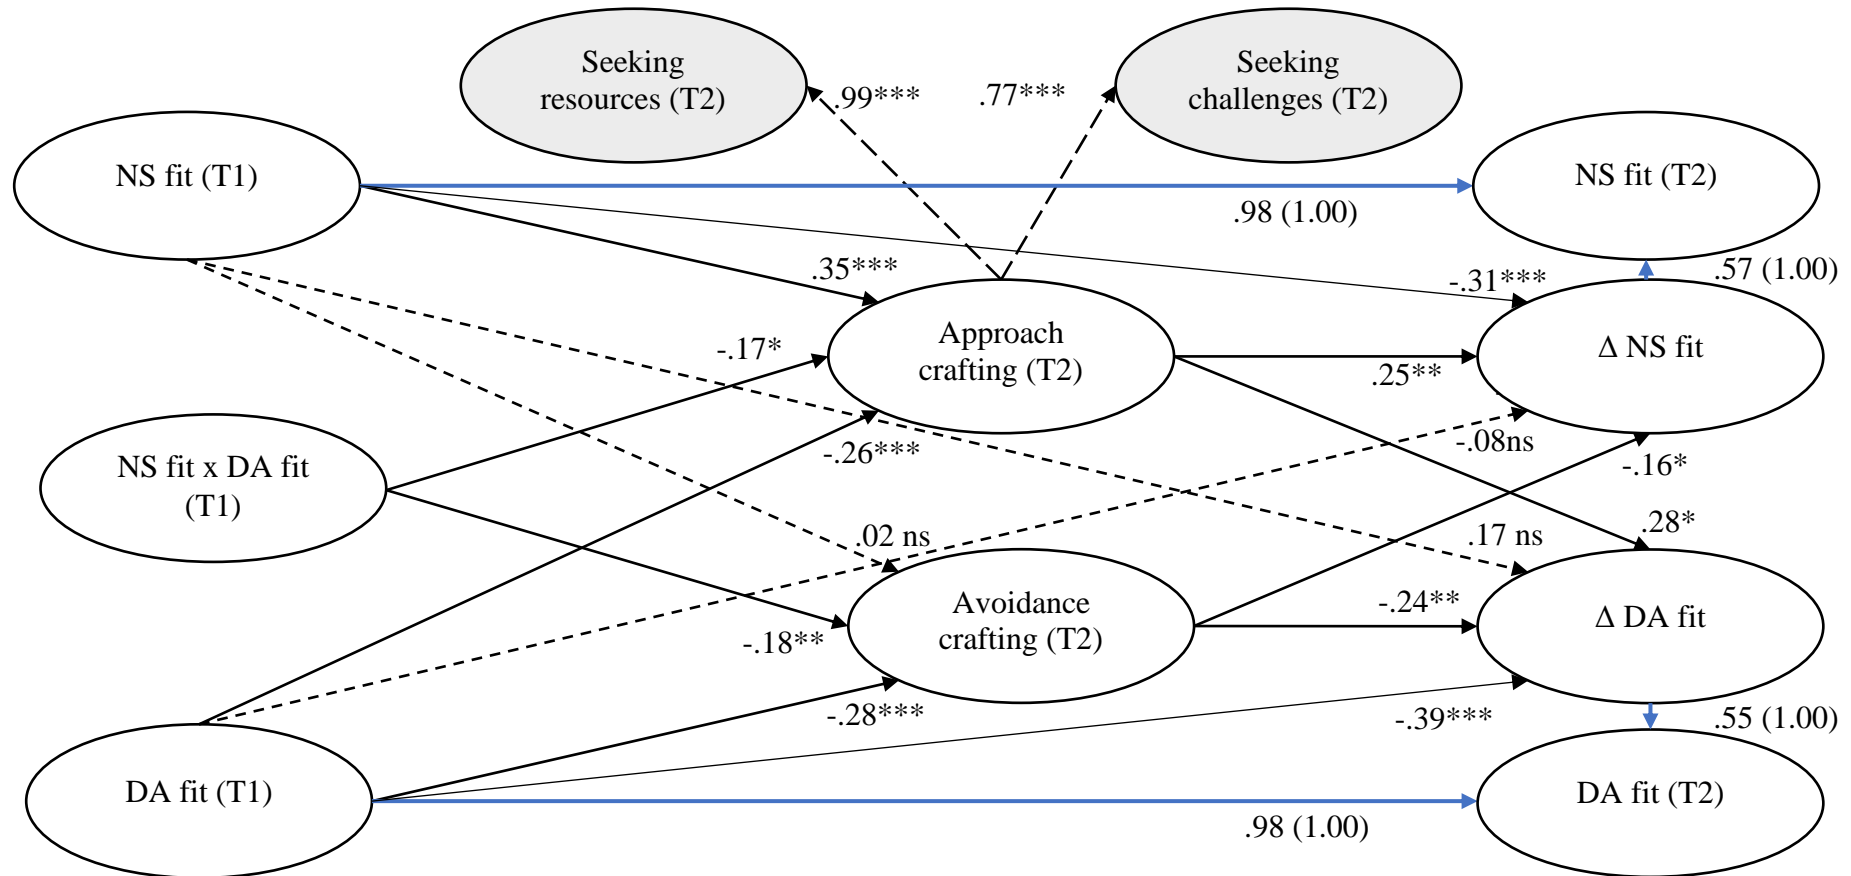 Seeking
resources (T2)
Seeking
challenges (T2)
.99***
.77***
NS fit (T1)
NS fit (T2)
.98 (1.00)
.35***
-.31***
.57 (1.00)
Approach
crafting (T2)
Δ NS fit
-.17*
.25**
NS fit x DA fit
(T1)
-.26***
-.08ns
-.16*
.02 ns
.17 ns
.28*
Avoidance
crafting (T2)
Δ DA fit
-.24**
-.18**
-.28***
-.39***
.55 (1.00)
DA fit (T1)
DA fit (T2)
.98 (1.00)